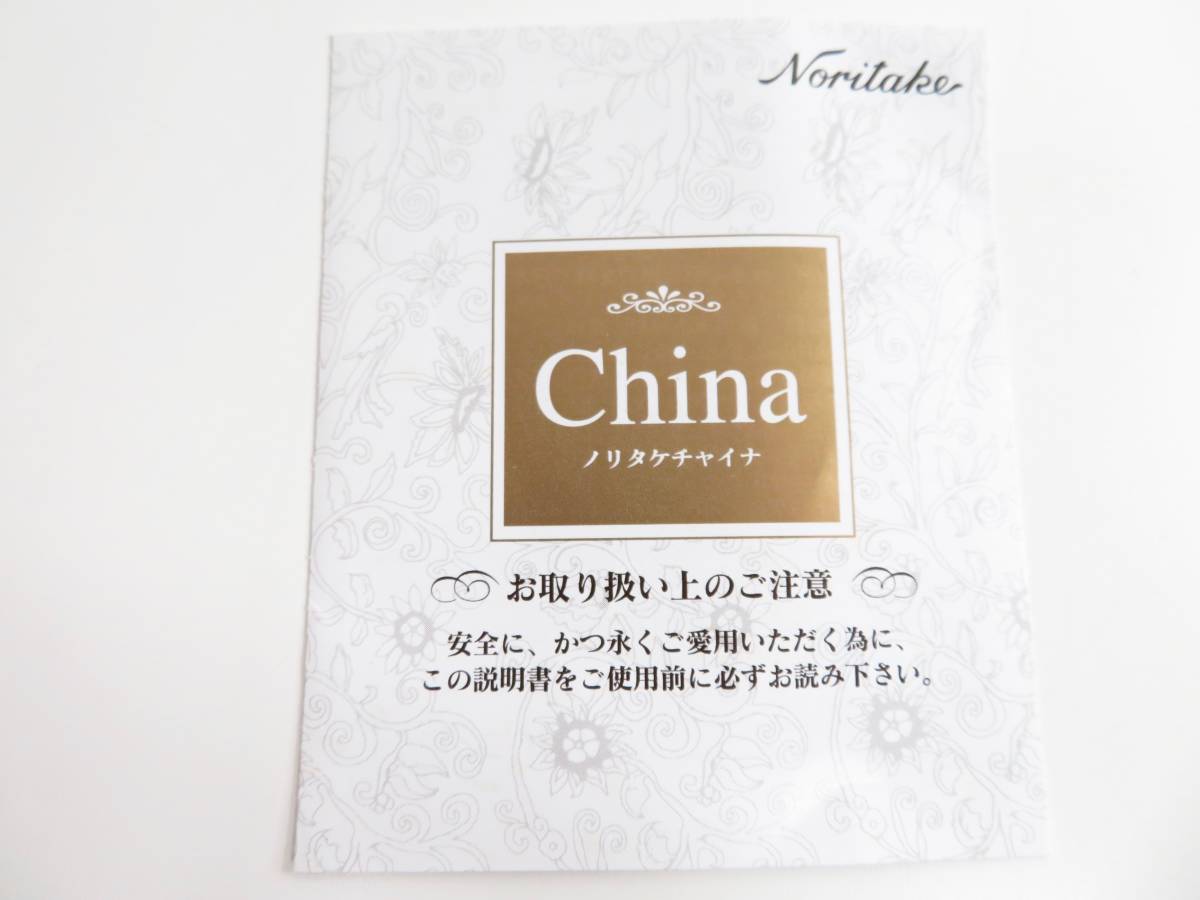 Noritake
China
ノリタケチャイナ
お取り扱い上のご注意
安全に、かつ永くご愛用いただく為に、
この説明書をご使用前に必ずお読み下さい。